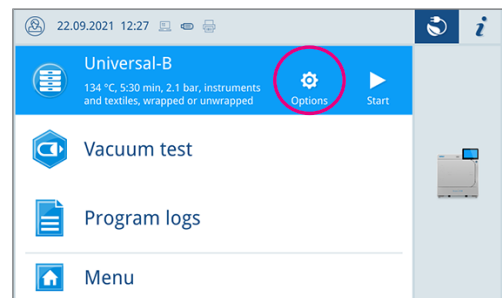 22.09.2021 12:27
i
Universal-B
134 °C, 5:30 min, 2.1 bar, instruments
and textiles, wrapped or unwrapped
Options
Start
Vacuum test
Program logs
Menu